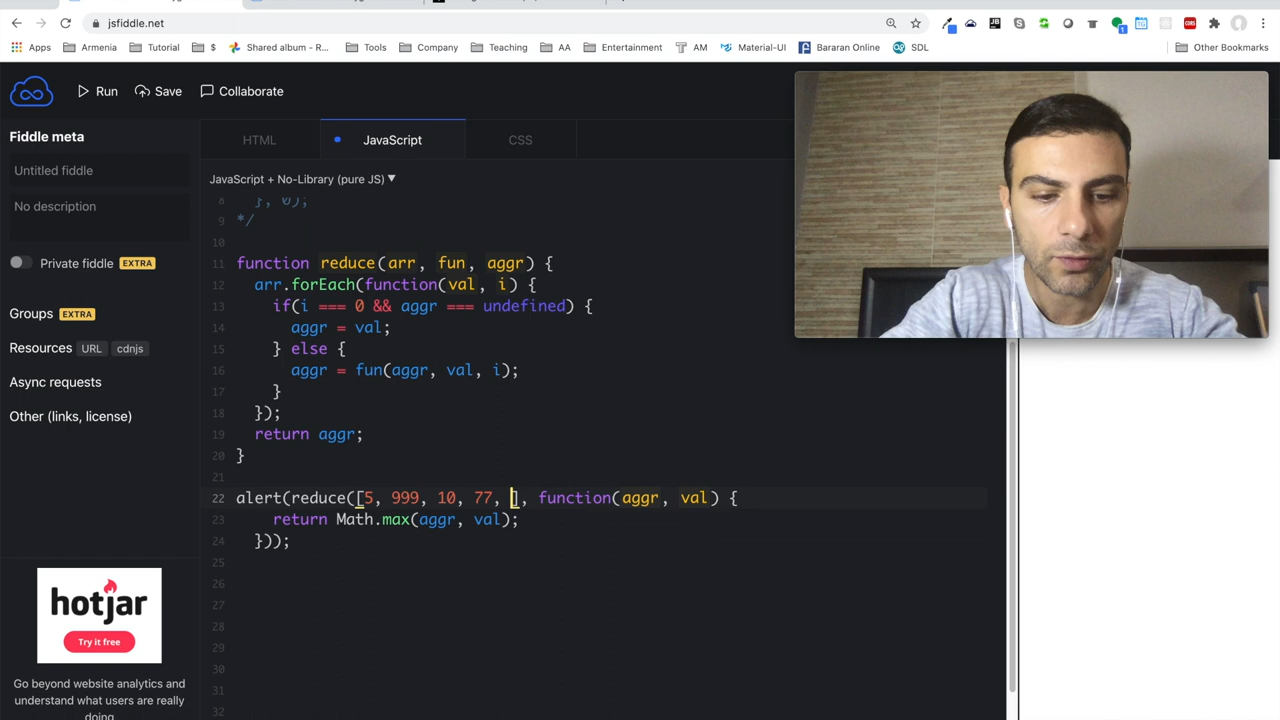 jsfiddle.net
Apps Armenia Tutorial $ Shared album - R... Tools Company Teaching AA Entertainment AM Material-UI Bararan Online SDL Other Bookmarks
Run Save Collaborate
Fiddle meta
Untitled fiddle
No description
Private fiddle EXTRA
Groups EXTRA
Resources URL cdnjs
Async requests
Other (links, license)
hotjar
Try it free
Go beyond website analytics and
understand what users are really
doing
HTML JavaScript CSS
JavaScript + No-Library (pure JS) ▼
8 }, 0);
9 */
10
11 function reduce(arr, fun, aggr) {
12 arr.forEach(function(val, i) {
13 if(i === 0 && aggr === undefined) {
14 aggr = val;
15 } else {
16 aggr = fun(aggr, val, i);
17 }
18 });
19 return aggr;
20 }
21
22 alert(reduce([5, 999, 10, 77, ], function(aggr, val) {
23 return Math.max(aggr, val);
24 }));
25
26
27
28
29
30
31
32